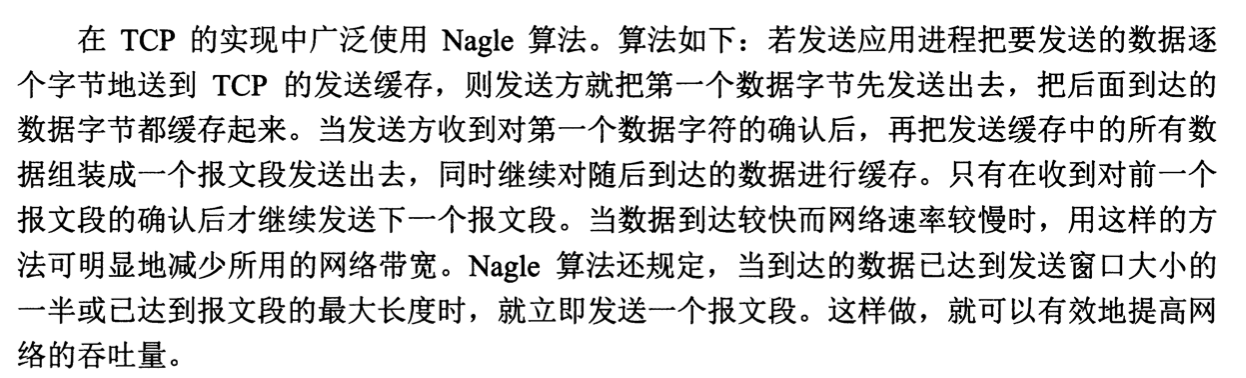 在 TCP 的实现中广泛使用 Nagle 算法。算法如下：若发送应用进程把要发送的数据逐
个字节地送到 TCP 的发送缓存，则发送方就把第一个数据字节先发送出去，把后面到达的
数据字节都缓存起来。当发送方收到对第一个数据字符的确认后，再把发送缓存中的所有数
据组装成一个报文段发送出去，同时继续对随后到达的数据进行缓存。只有在收到对前一个
报文段的确认后才继续发送下一个报文段。当数据到达较快而网络速率较慢时，用这样的方
法可明显地减少所用的网络带宽。Nagle 算法还规定，当到达的数据已达到发送窗口大小的
一半或已达到报文段的最大长度时，就立即发送一个报文段。这样做，就可以有效地提高网
络的吞吐量。